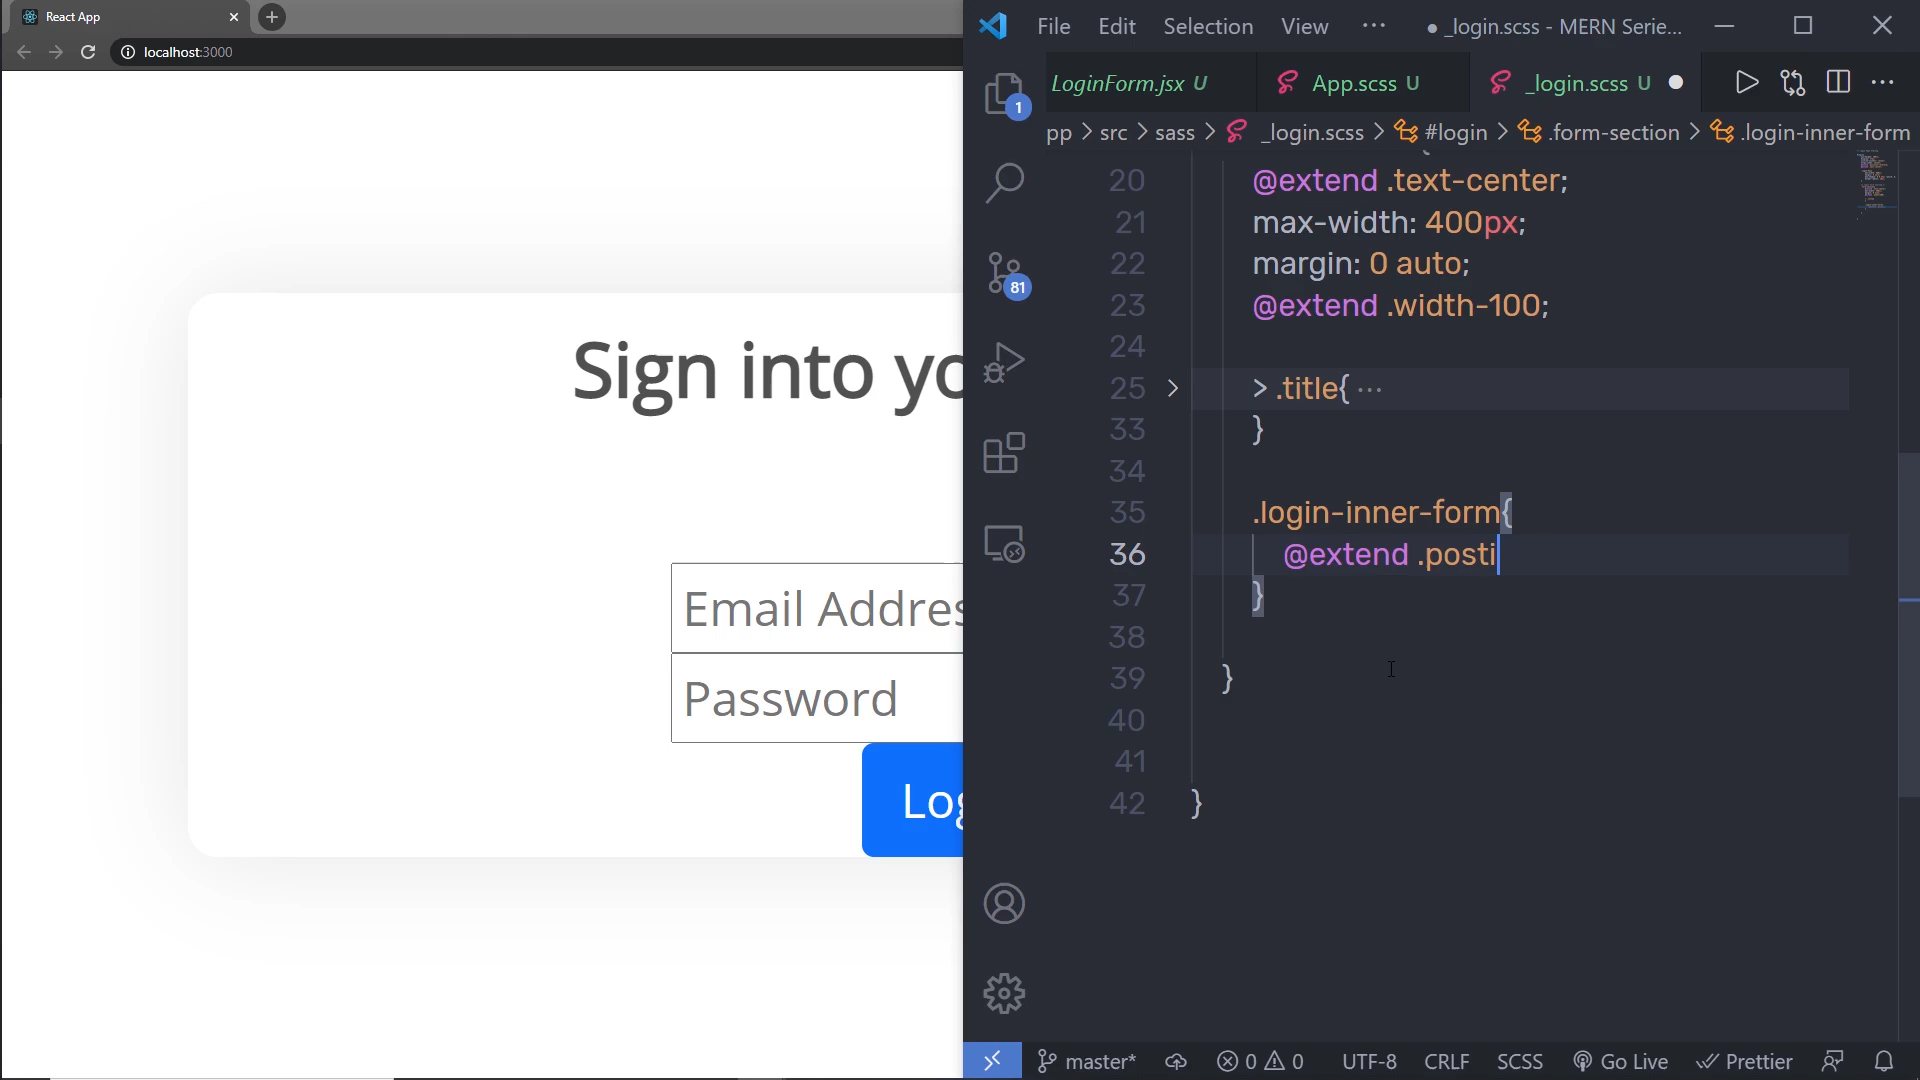 React App
localhost:3000
Sign into yo
Email Addres
Password
Log
File Edit Selection View ··· ● _login.scss - MERN Serie...
LoginForm.jsx U
App.scss U
_login.scss U
pp > src > sass > _login.scss > #login > .form-section > .login-inner-form
1
81
20 @extend .text-center;
21 max-width: 400px;
22 margin: 0 auto;
23 @extend .width-100;
24
25 > .title{ ···
33 }
34
35 .login-inner-form{
36 @extend .posti
37 }
38
39 }
40
41
42 }
master* 0 0 UTF-8 CRLF SCSS Go Live Prettier